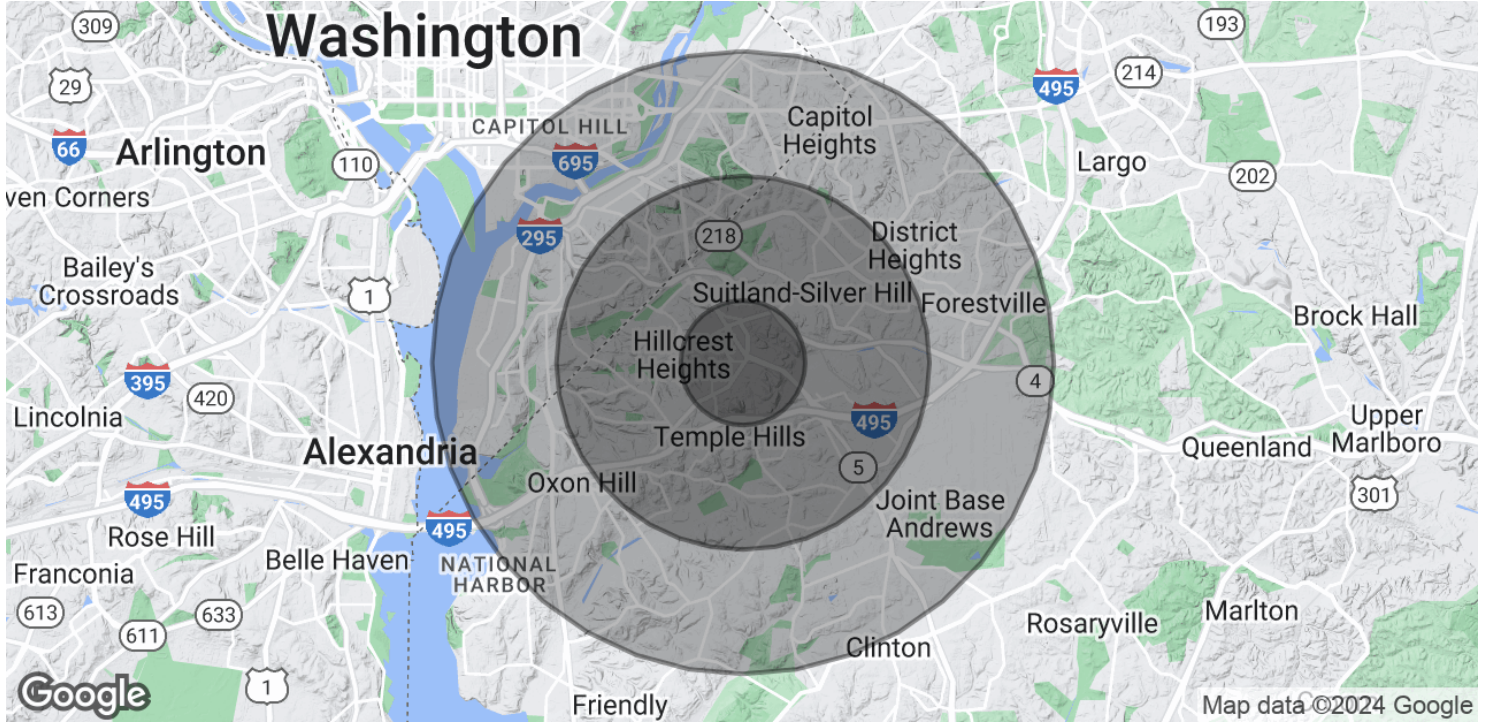 309
Washington
193
29
214
495
CAPITOL HILL
Capitol
Heights
66
Arlington
110
695
Largo
202
ven Corners
295
218
District
Heights
Bailey's
Crossroads
1
Suitland-Silver Hill
Forestville
Brock Hall
Hillcrest
Heights
395
420
4
Lincolnia
495
Upper
Marlboro
Alexandria
Temple Hills
Queenland
5
Oxon Hill
495
301
Joint Base
Andrews
Rose Hill
495
Belle Haven
NATIONAL
HARBOR
Franconia
613
633
611
Marlton
Rosaryville
Clinton
1
Friendly
Google
Map data ©2024 Google